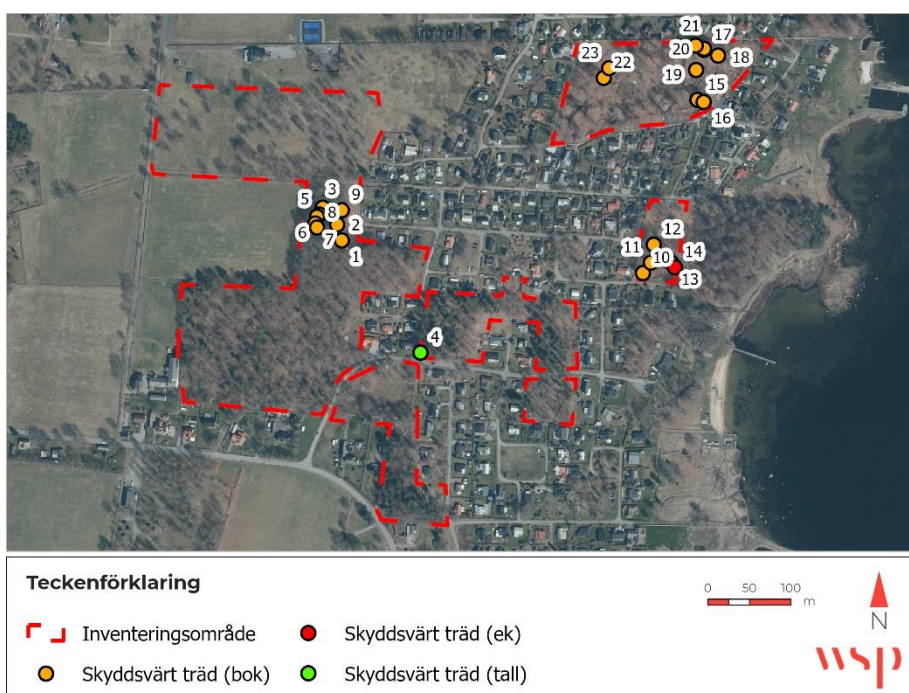 21
17
20
18
23
22
19
15
16
5
3
9
8
2
6
7
1
12
11
14
10
13
4
Teckenförklaring
0 50 100
m
Inventeringsområde
Skyddsvärt träd (ek)
N
Skyddsvärt träd (bok)
Skyddsvärt träd (tall)
wsp